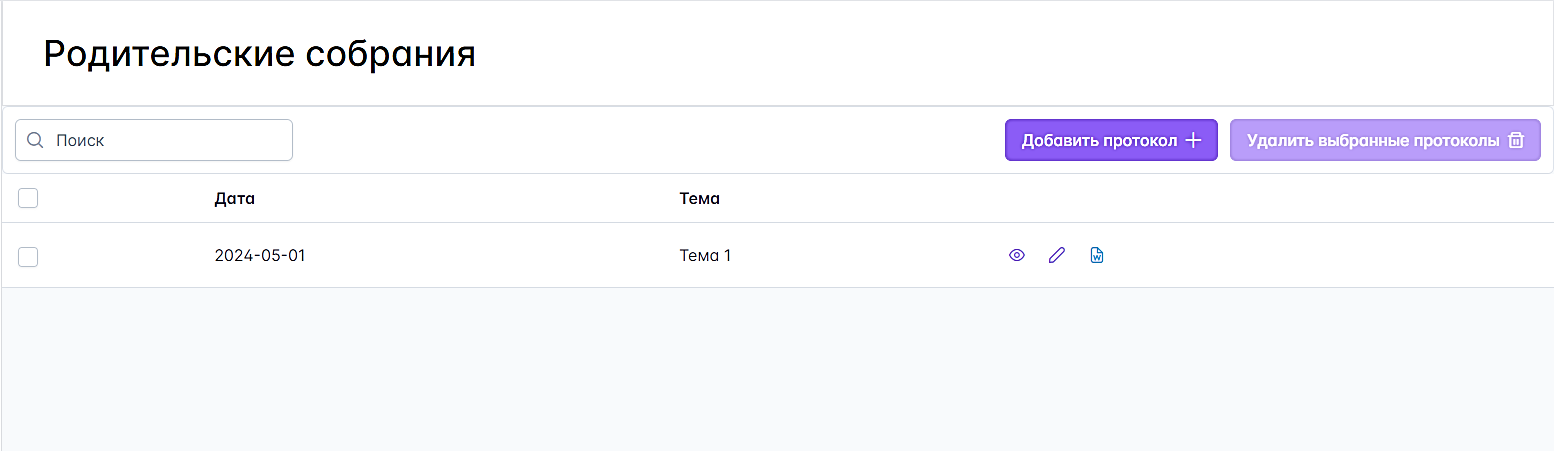 Родительские собрания
Поиск
Добавить протокол
Удалить выбранные протоколы
Дата Тема
2024-05-01 Тема 1